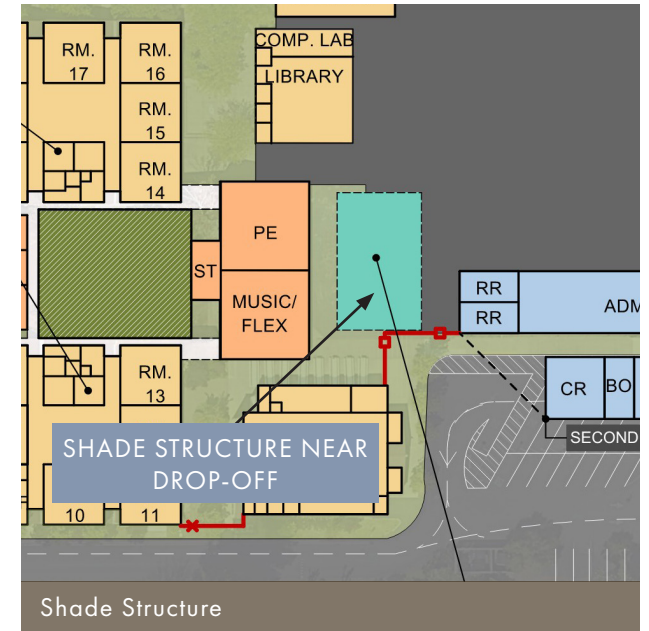 RM.
17
RM.
16
COMP. LAB
LIBRARY
RM.
15
RM.
14
PE
ST
MUSIC/
FLEX
RR
RR
ADM
RM.
13
CR
BO
SECOND
SHADE STRUCTURE NEAR
DROP-OFF
10
11
Shade Structure